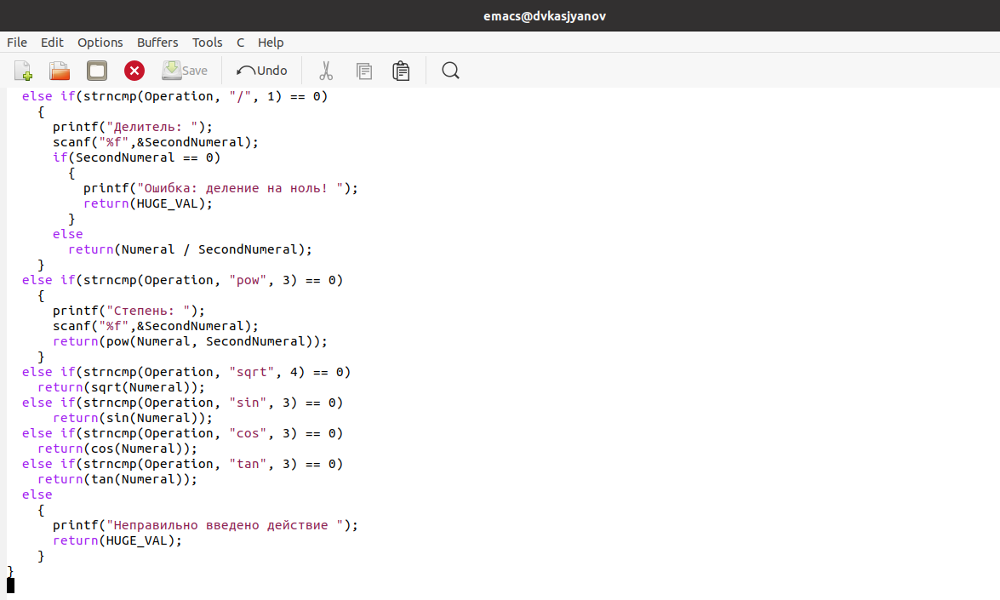 emacs@dvkasjyanov
File Edit Options Buffers Tools C Help
Save Undo
  else if(strncmp(Operation, "/", 1) == 0)
    {
      printf("Делитель: ");
      scanf("%f",&SecondNumeral);
      if(SecondNumeral == 0)
        {
          printf("Ошибка: деление на ноль! ");
          return(HUGE_VAL);
        }
      else
        return(Numeral / SecondNumeral);
    }
  else if(strncmp(Operation, "pow", 3) == 0)
    {
      printf("Степень: ");
      scanf("%f",&SecondNumeral);
      return(pow(Numeral, SecondNumeral));
    }
  else if(strncmp(Operation, "sqrt", 4) == 0)
    return(sqrt(Numeral));
  else if(strncmp(Operation, "sin", 3) == 0)
      return(sin(Numeral));
  else if(strncmp(Operation, "cos", 3) == 0)
    return(cos(Numeral));
  else if(strncmp(Operation, "tan", 3) == 0)
    return(tan(Numeral));
  else
    {
      printf("Неправильно введено действие ");
      return(HUGE_VAL);
    }
}